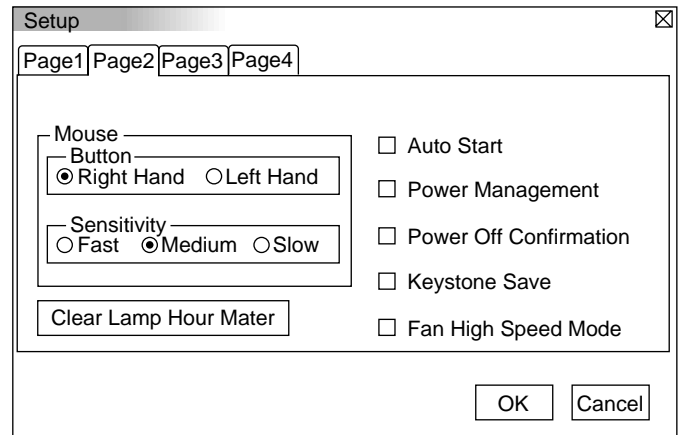 Setup
Page1 Page2 Page3 Page4
Mouse
Button
Right Hand Left Hand
Sensitivity
Fast Medium Slow
Clear Lamp Hour Mater
Auto Start
Power Management
Power Off Confirmation
Keystone Save
Fan High Speed Mode
OK Cancel